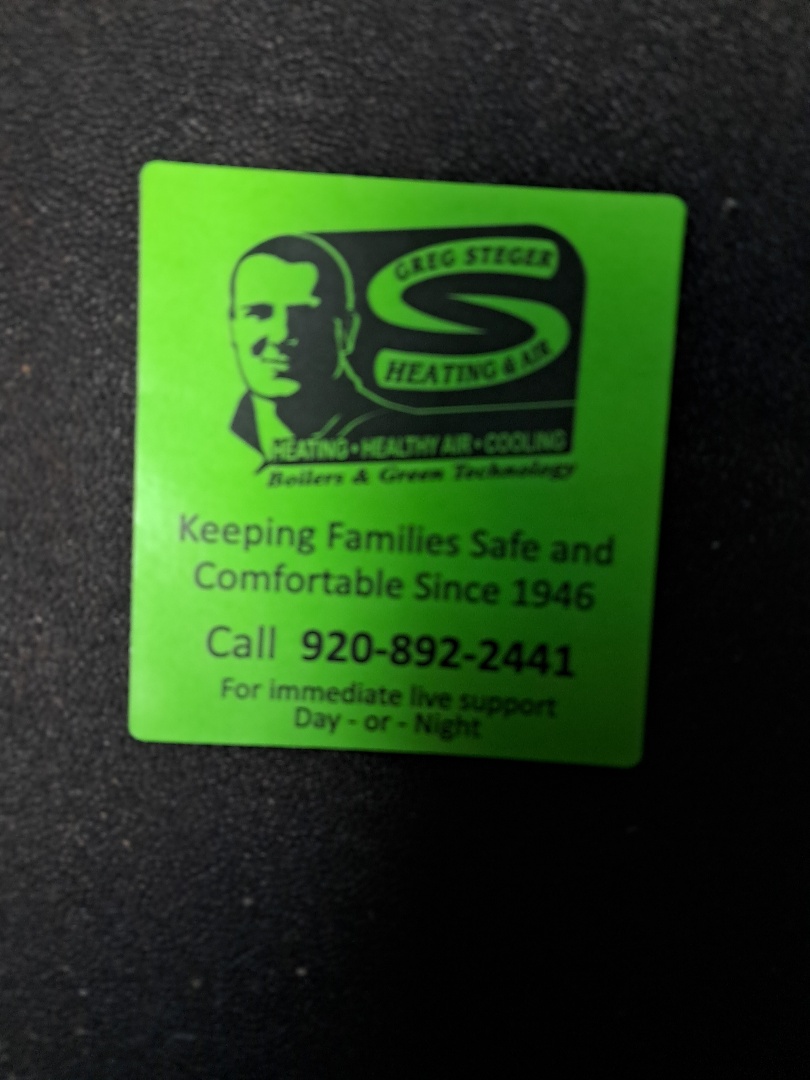 GREG STEGER
HEATING & AIR
HEATING • HEALTHY AIR • COOLING
Boilers & Green Technology
Keeping Families Safe and
Comfortable Since 1946
Call 920-892-2441
For immediate live support
Day - or - Night